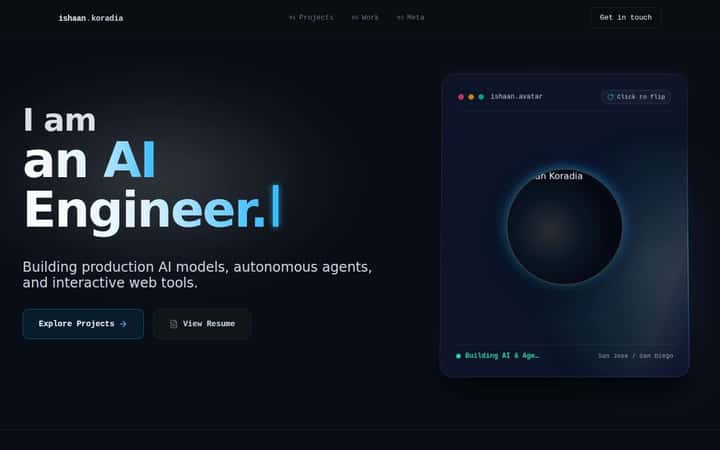 ishaan.koradia
01 Projects
02 Work
03 Meta
Get in touch
I am
an AI
Engineer.
Building production AI models, autonomous agents,
and interactive web tools.
Explore Projects →
View Resume
ishaan.avatar
Click to flip
an Koradia
Building AI & Age…
San Jose / San Diego